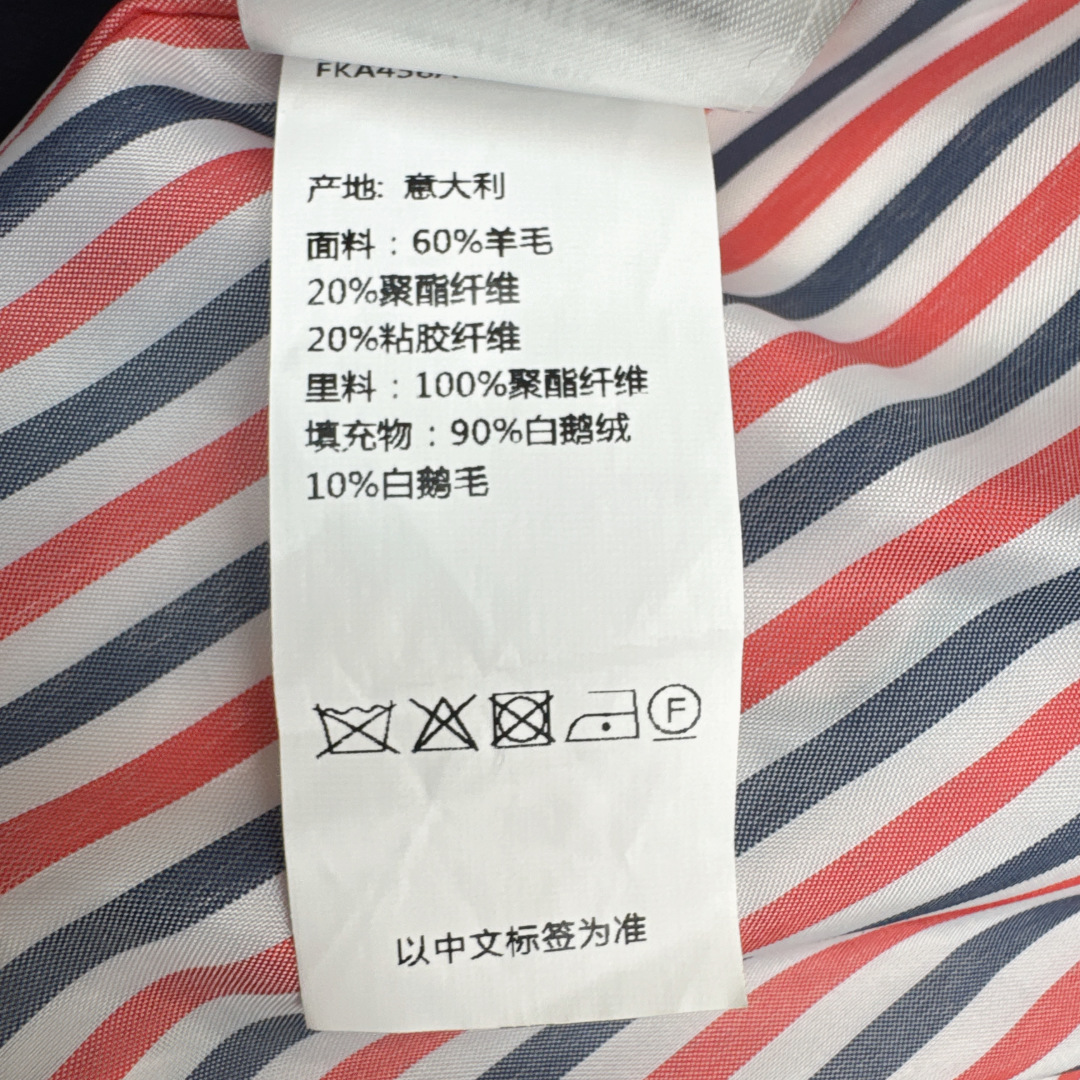 产地: 意大利
面料：60%羊毛
20%聚酯纤维
20%粘胶纤维
里料：100%聚酯纤维
填充物：90%白鹅绒
10%白鹅毛
F
以中文标签为准